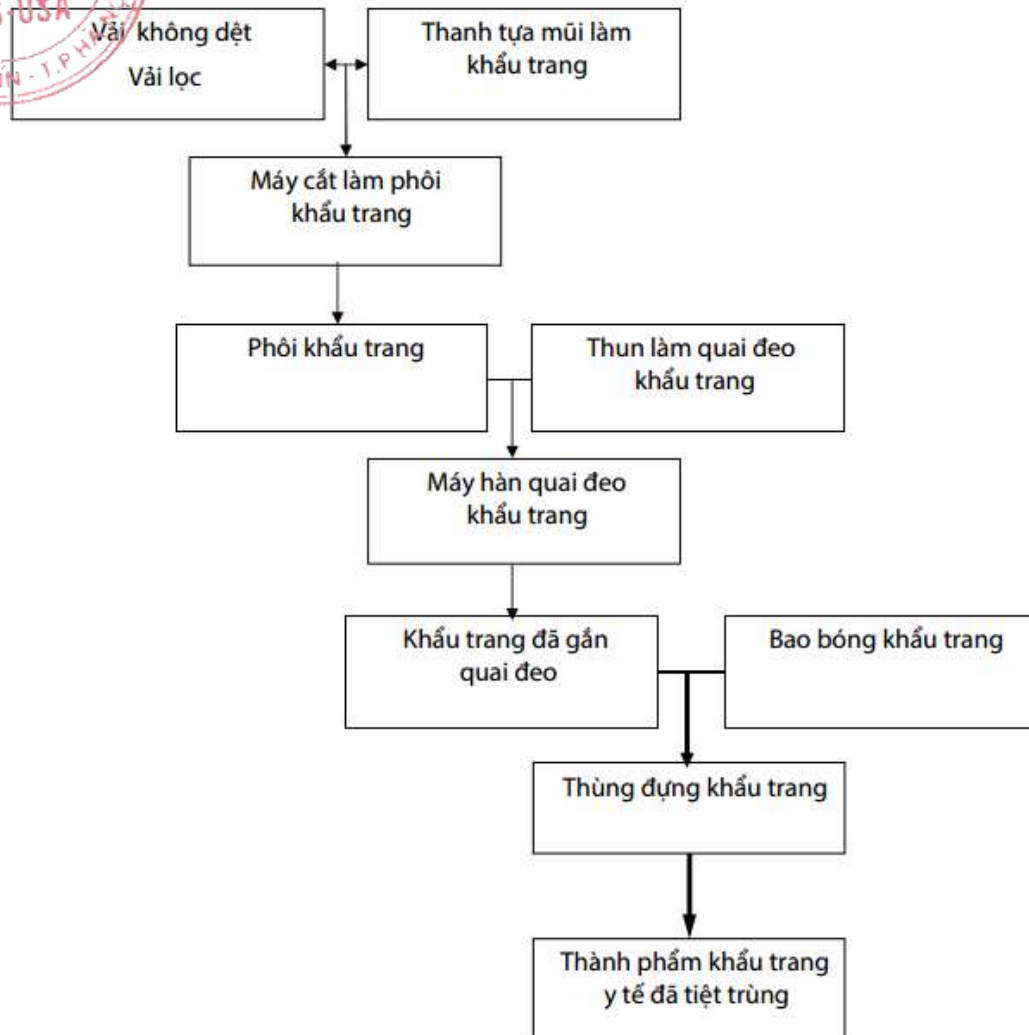 USA
Vải không dệt
Vải lọc
Thanh tựa mũi làm
khẩu trang
Máy cắt làm phôi
khẩu trang
Phôi khẩu trang
Thun làm quai đeo
khẩu trang
Máy hàn quai đeo
khẩu trang
Khẩu trang đã gắn
quai đeo
Bao bóng khẩu trang
Thùng đựng khẩu trang
Thành phẩm khẩu trang
y tế đã tiệt trùng